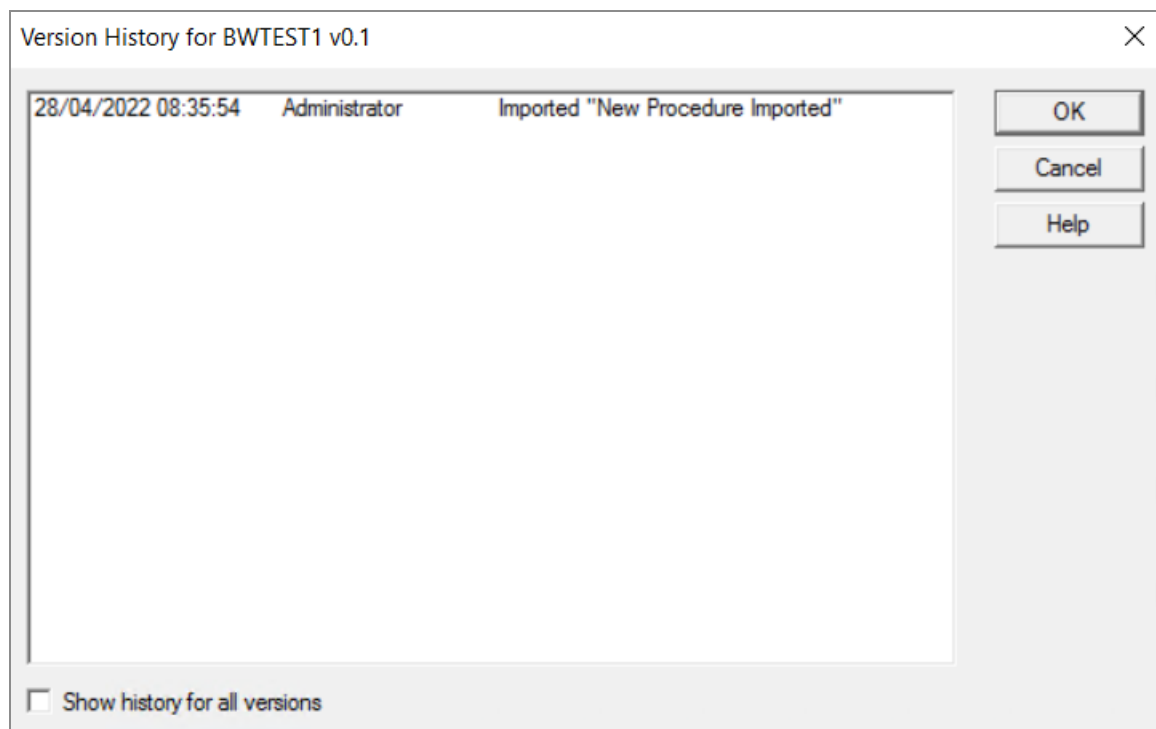 Version History for BWTEST1 v0.1
28/04/2022 08:35:54 Administrator Imported "New Procedure Imported"
OK
Cancel
Help
Show history for all versions